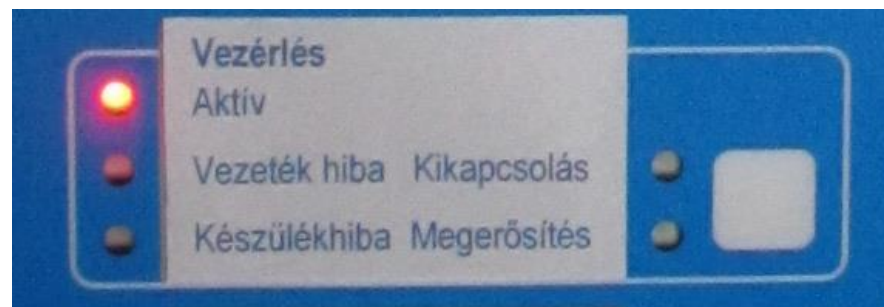 Vezérlés
Aktív
Vezeték hiba Kikapcsolás
Készülékhiba Megerősítés